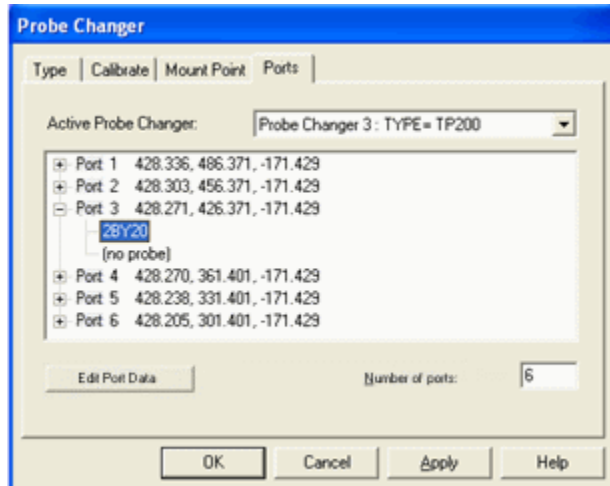 Probe Changer
Type Calibrate Mount Point Ports
Active Probe Changer: Probe Changer 3 : TYPE= TP200
Port 1 428.336, 486.371, -171.429
Port 2 428.303, 456.371, -171.429
Port 3 428.271, 426.371, -171.429
2BY20
(no probe)
Port 4 428.270, 361.401, -171.429
Port 5 428.238, 331.401, -171.429
Port 6 428.205, 301.401, -171.429
Edit Port Data Number of ports: 6
OK Cancel Apply Help